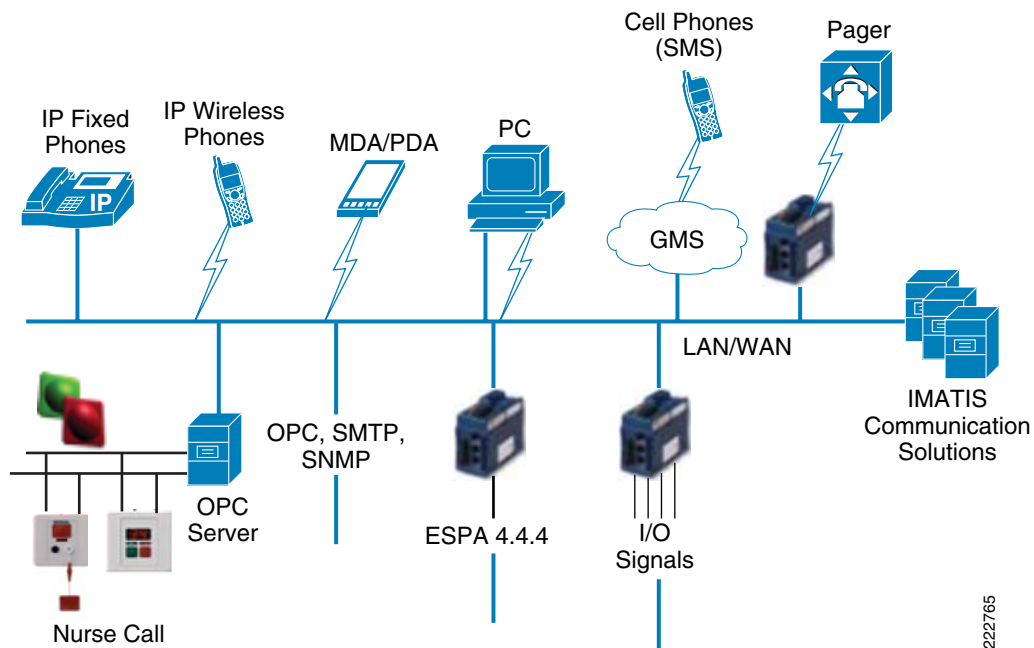 Cell Phones
(SMS)
Pager
IP Fixed
Phones
IP Wireless
Phones
MDA/PDA
PC
IP
GMS
LAN/WAN
IMATIS
Communication
Solutions
OPC, SMTP,
SNMP
OPC
Server
ESPA 4.4.4
I/O
Signals
Nurse Call
222765